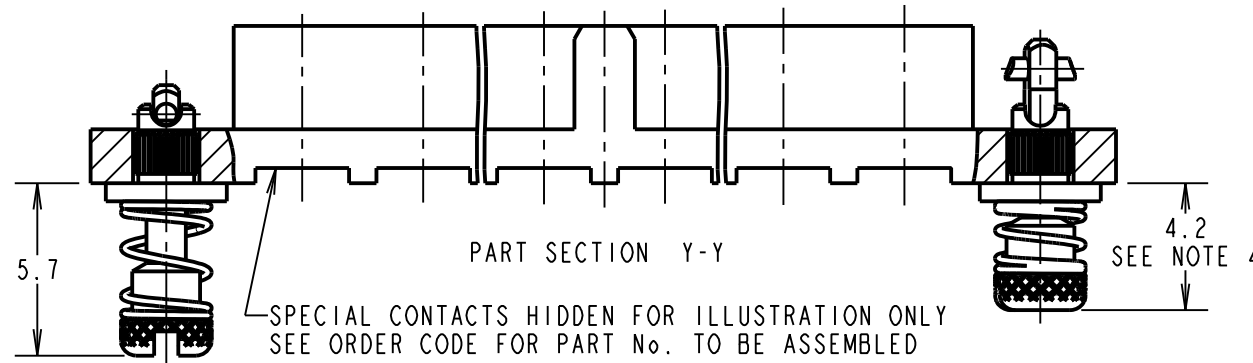 PART SECTION Y-Y
5.7
4.2
SEE NOTE 4
SPECIAL CONTACTS HIDDEN FOR ILLUSTRATION ONLY
SEE ORDER CODE FOR PART No. TO BE ASSEMBLED